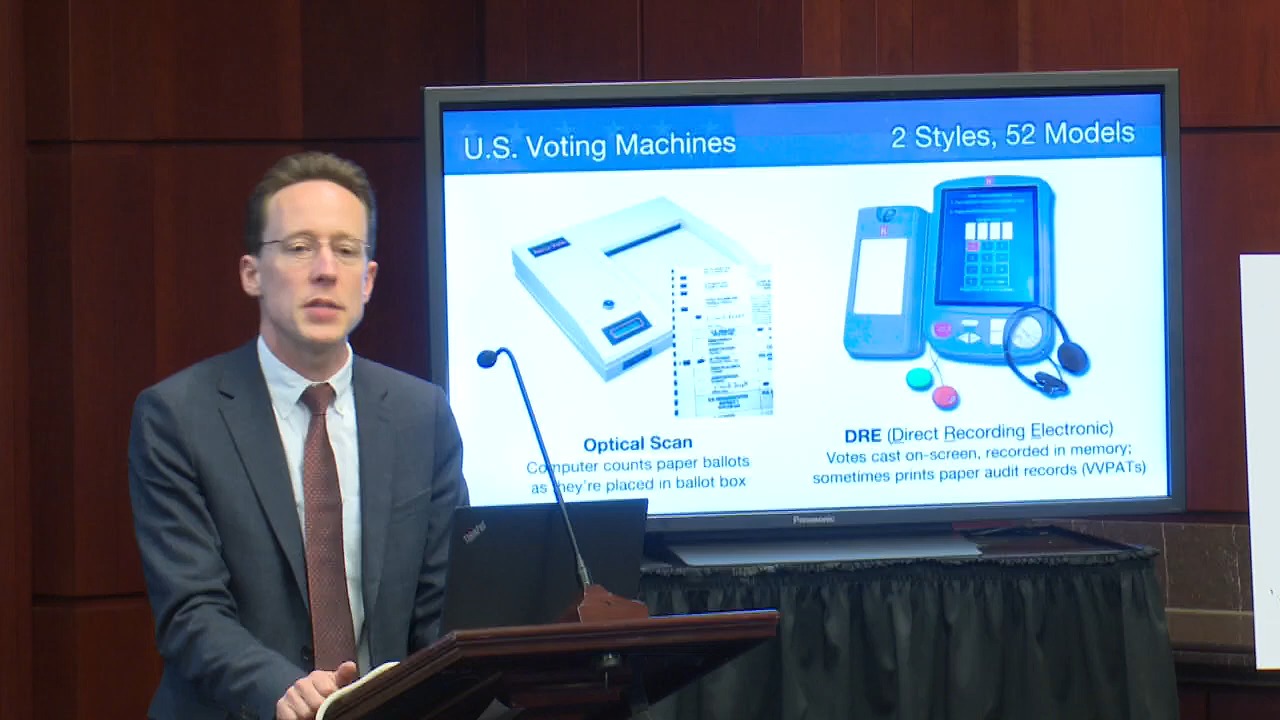 U.S. Voting Machines
2 Styles, 52 Models
Optical Scan
Computer counts paper ballots
as they're placed in ballot box
DRE (Direct Recording Electronic)
Votes cast on-screen, recorded in memory;
sometimes prints paper audit records (VVPATs)
Panasonic
ThinkPad